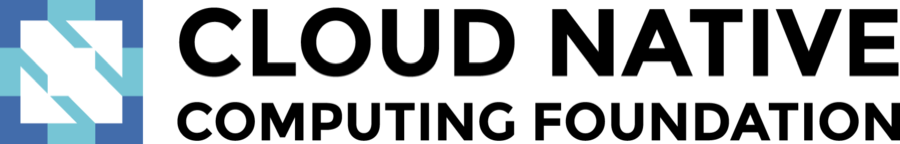 CLOUD NATIVE
COMPUTING FOUNDATION